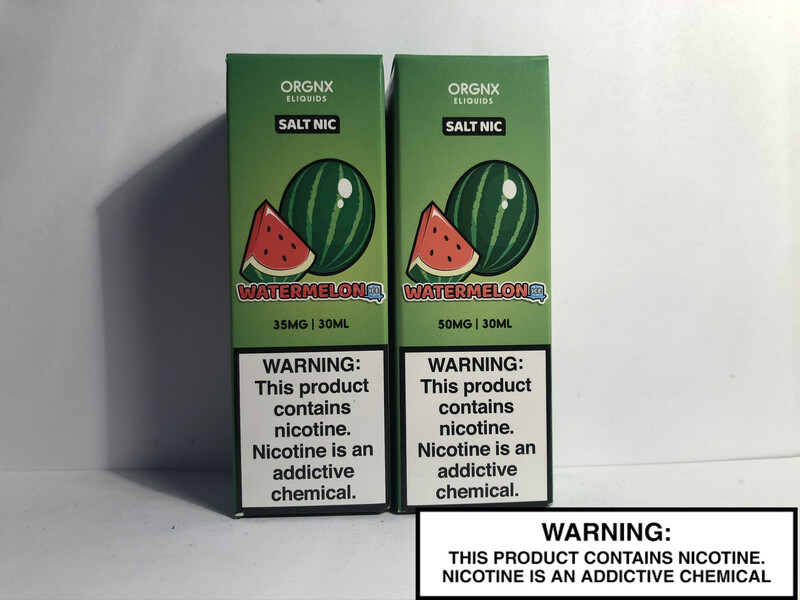 ORGNX
ELIQUIDS
SALT NIC
WATERMELON ICE
35MG | 30ML
WARNING:
This product
contains
nicotine.
Nicotine is an
addictive
chemical.
ORGNX
ELIQUIDS
SALT NIC
WATERMELON ICE
50MG | 30ML
WARNING:
This product
contains
nicotine.
Nicotine is an
addictive
chemical.
WARNING:
THIS PRODUCT CONTAINS NICOTINE.
NICOTINE IS AN ADDICTIVE CHEMICAL